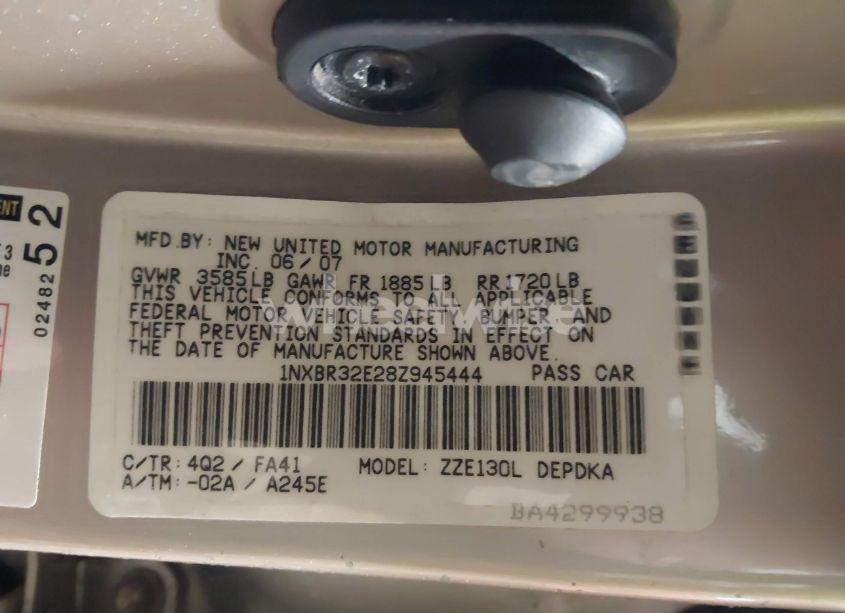 MFD.BY: NEW UNITED MOTOR MANUFACTURING
INC. 06/07
GVWR 3585LB GAWR FR 1885LB RR1720LB
THIS VEHICLE CONFORMS TO ALL APPLICABLE
FEDERAL MOTOR VEHICLE SAFETY, BUMPER, AND
THEFT PREVENTION STANDARDS IN EFFECT ON
THE DATE OF MANUFACTURE SHOWN ABOVE.
1NXBR32E28Z945444 PASS CAR
C/TR: 4Q2 / FA41 MODEL: ZZE130L DEPDKA
A/TM: -02A / A245E
BA4299938
0248252